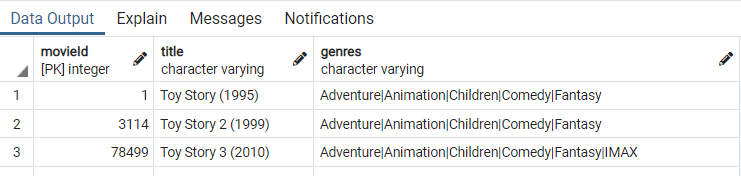 Data Output Explain Messages Notifications
movieId title genres
[PK] integer character varying character varying
1 1 Toy Story (1995) Adventure|Animation|Children|Comedy|Fantasy
2 3114 Toy Story 2 (1999) Adventure|Animation|Children|Comedy|Fantasy
3 78499 Toy Story 3 (2010) Adventure|Animation|Children|Comedy|Fantasy|IMAX